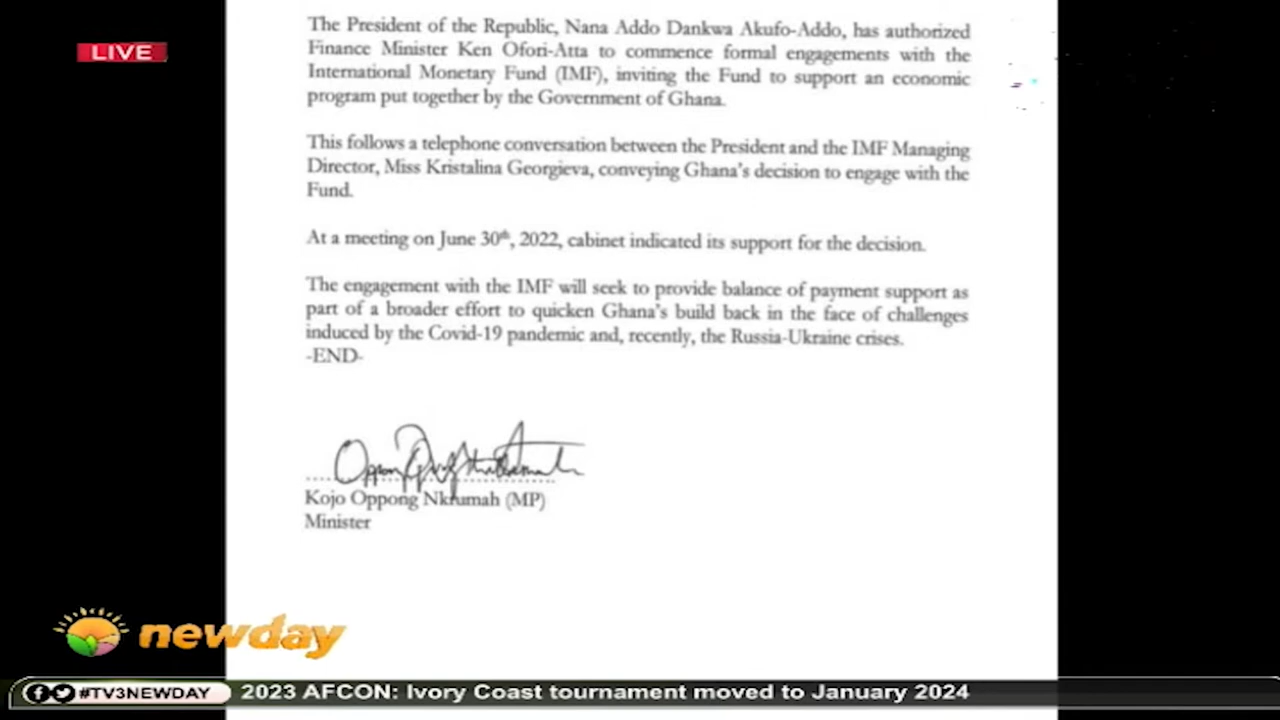 LIVE
The President of the Republic, Nana Addo Dankwa Akufo-Addo, has authorized
Finance Minister Ken Ofori-Atta to commence formal engagements with the
International Monetary Fund (IMF), inviting the Fund to support an economic
program put together by the Government of Ghana.
This follows a telephone conversation between the President and the IMF Managing
Director, Miss Kristalina Georgieva, conveying Ghana's decision to engage with the
Fund.
At a meeting on June 30th, 2022, cabinet indicated its support for the decision.
The engagement with the IMF will seek to provide balance of payment support as
part of a broader effort to quicken Ghana's build back in the face of challenges
induced by the Covid-19 pandemic and, recently, the Russia-Ukraine crises.
-END-
Kojo Oppong Nkrumah (MP)
Minister
newday
#TV3NEWDAY 2023 AFCON: Ivory Coast tournament moved to January 2024